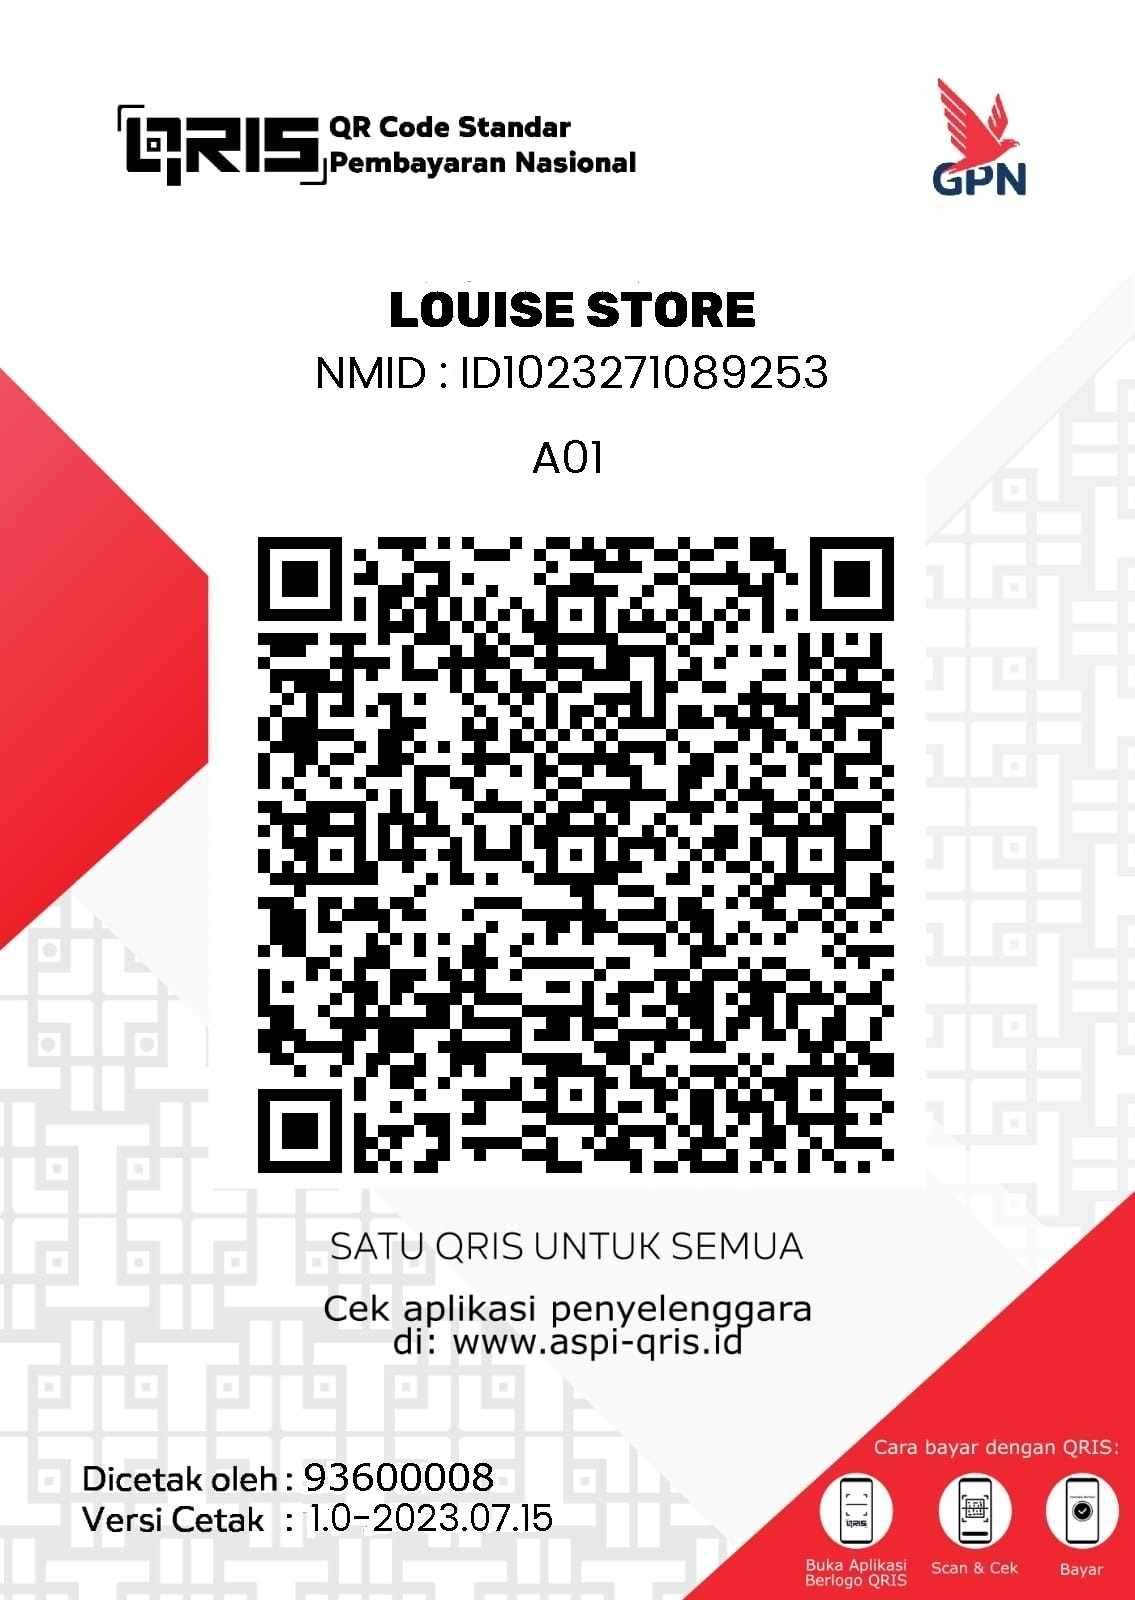 QRIS QR Code Standar
Pembayaran Nasional
GPN
LOUISE STORE
NMID : ID1023271089253
A01
SATU QRIS UNTUK SEMUA
Cek aplikasi penyelenggara
di: www.aspi-qris.id
Dicetak oleh : 93600008
Versi Cetak : 1.0-2023.07.15
Cara bayar dengan QRIS:
QRIS
Buka Aplikasi
Berlogo QRIS
Scan & Cek
Bayar